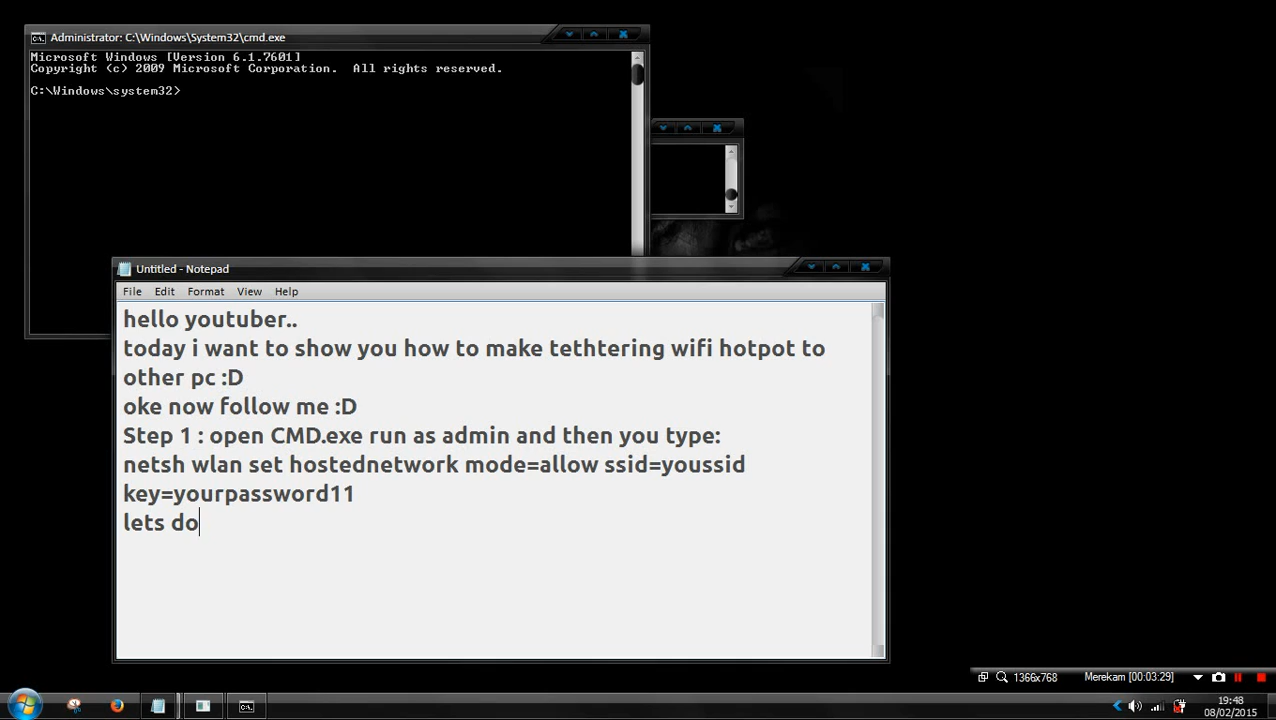 Administrator: C:\Windows\System32\cmd.exe
Microsoft Windows [Version 6.1.7601]
Copyright (c) 2009 Microsoft Corporation.  All rights reserved.
C:\Windows\system32>
Untitled - Notepad
File Edit Format View Help
hello youtuber..
today i want to show you how to make tethtering wifi hotpot to
other pc :D
oke now follow me :D
Step 1 : open CMD.exe run as admin and then you type:
netsh wlan set hostednetwork mode=allow ssid=youssid
key=yourpassword11
lets do
1366x768 Merekam [00:03:29]
19:48
08/02/2015